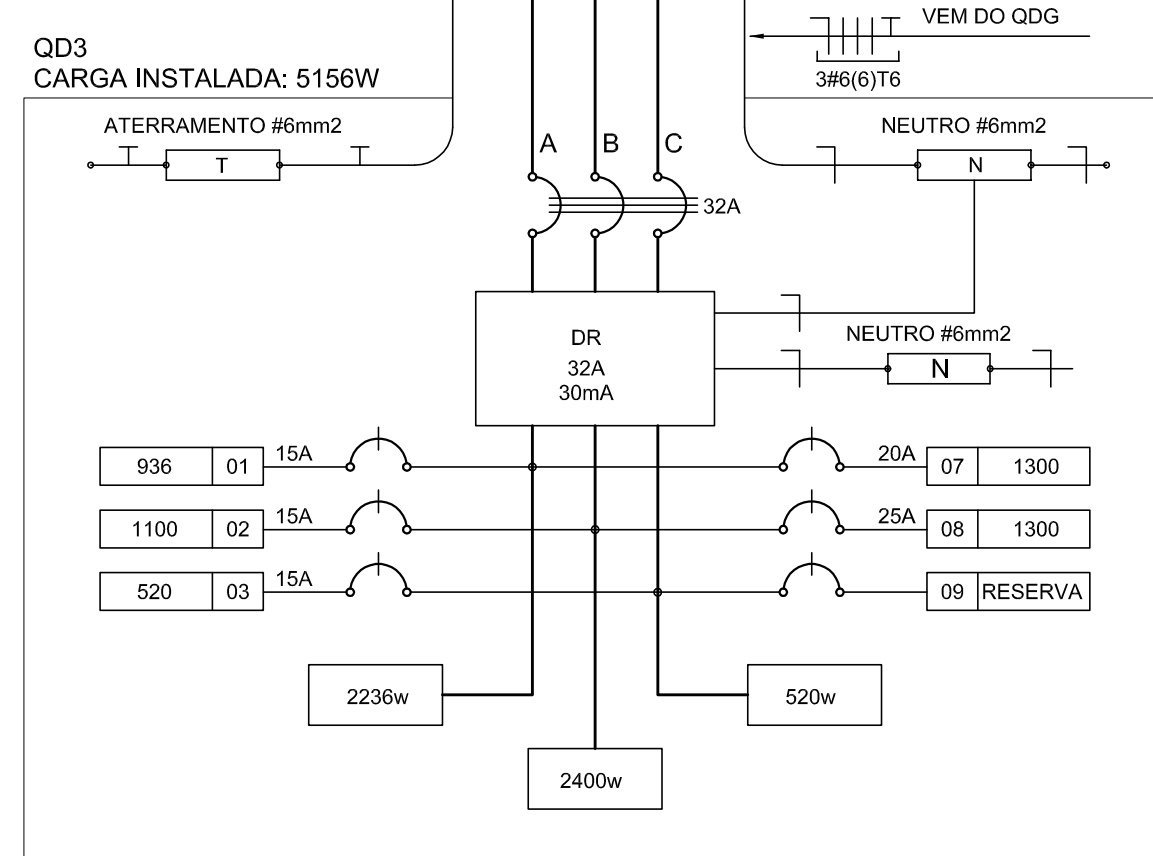 VEM DO QDG
QD3
CARGA INSTALADA: 5156W
3#6(6)T6
ATERRAMENTO #6mm2
NEUTRO #6mm2
A
B
C
T
N
32A
DR
32A
30mA
NEUTRO #6mm2
N
936 01 15A
20A 07 1300
1100 02 15A
25A 08 1300
520 03 15A
09 RESERVA
2236w
520w
2400w